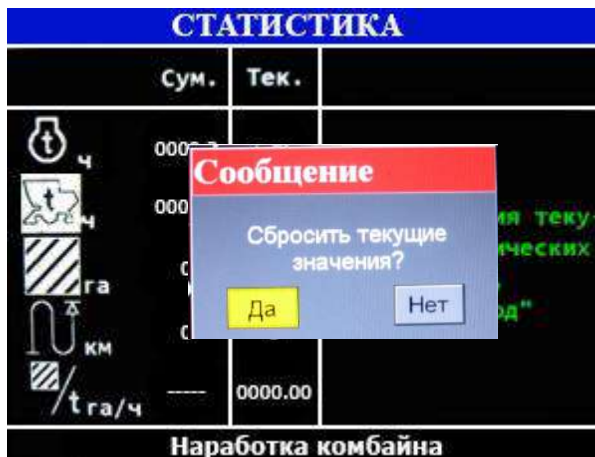 СТАТИСТИКА
Сум. Тек.
t ч
Сообщение
Сбросить текущие
значения?
Да Нет
t ч
га
км
t га/ч ----- 0000.00
Наработка комбайна